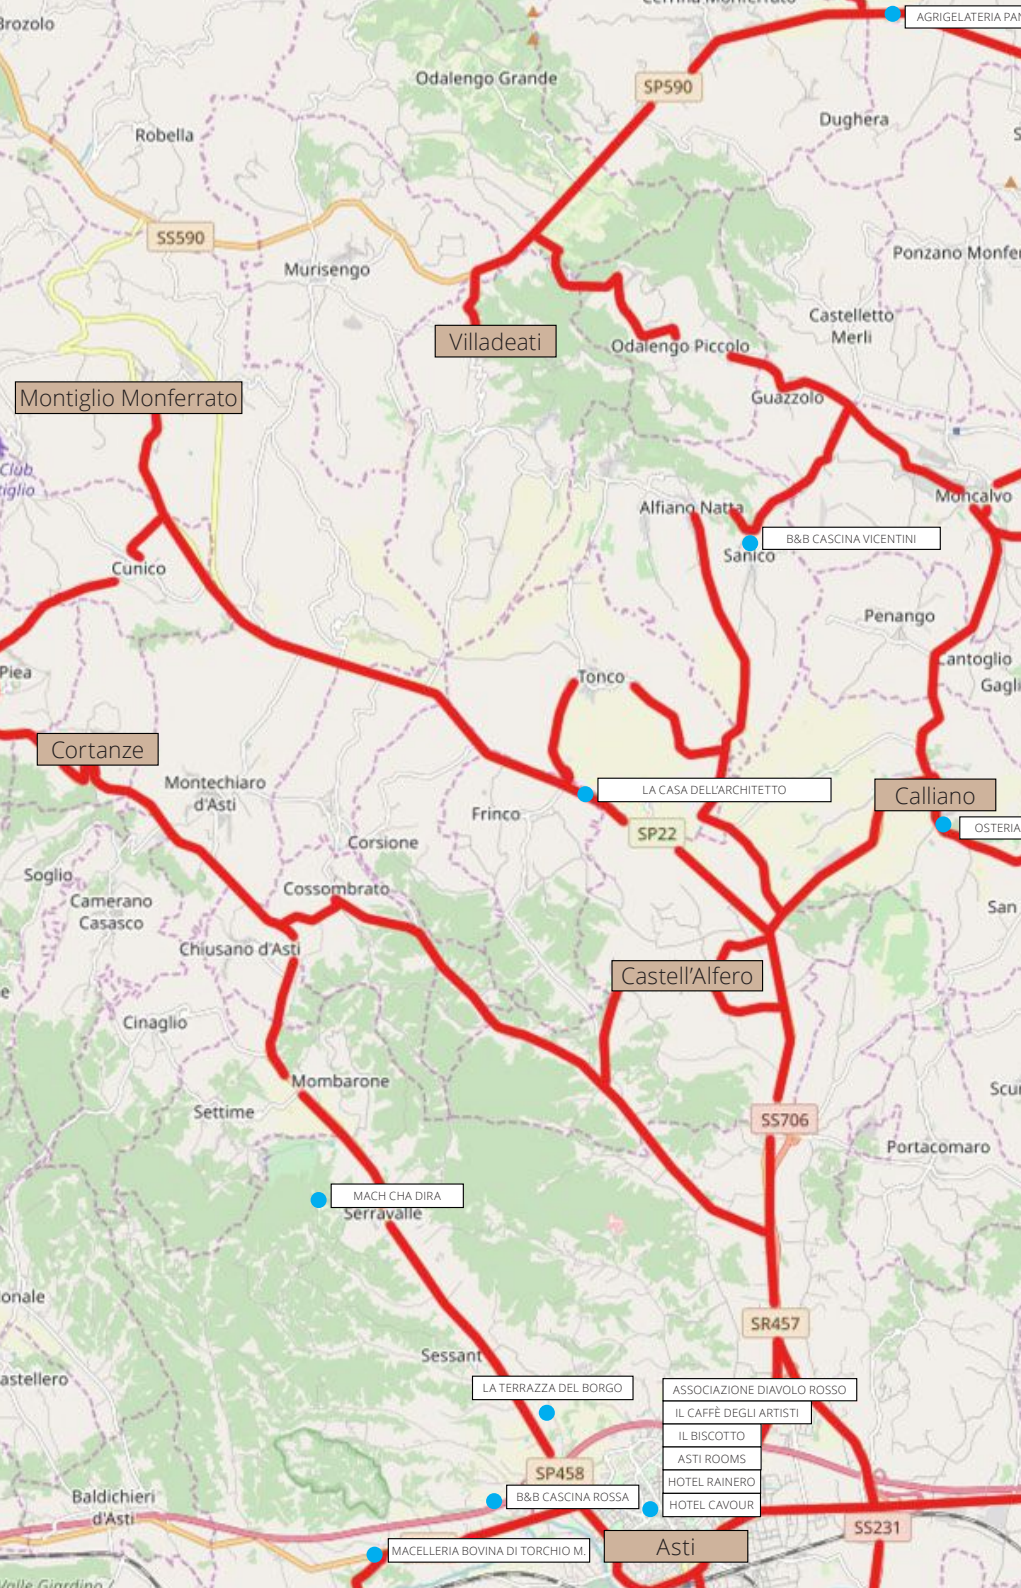 Brozolo
AGRIGELATERIA
Odalengo Grande
SP590
Dughera
Robella
SS590
Murisengo
Castelletto
Merli
Ponzano
Villadeati
Odalengo Piccolo
Montiglio Monferrato
Guazzolo
Club
Moncalvo
Alfiano Natta
B&B CASCINA VICENTINI
Sanico
Cunico
Penango
Cantoglio
Piea
Tonco
Cortanze
Montechiaro
d'Asti
LA CASA DELL'ARCHITETTO
Calliano
Frinco
SP22
OSTERIA
Corsione
Soglio
Cossombrato
Camerano
Casasco
San
Chiusano d'Asti
Castell'Alfero
Cinaglio
Mombarone
Settime
SS706
Portacomaro
MACH CHA DIRA
Serravalle
SR457
Sessant
LA TERRAZZA DEL BORGO
ASSOCIAZIONE DIAVOLO ROSSO
IL CAFFÈ DEGLI ARTISTI
IL BISCOTTO
ASTI ROOMS
SP458
HOTEL RAINERO
B&B CASCINA ROSSA
HOTEL CAVOUR
Baldichieri
d'Asti
SS231
Asti
MACELLERIA BOVINA DI TORCHIO M.
Valle Giardino /